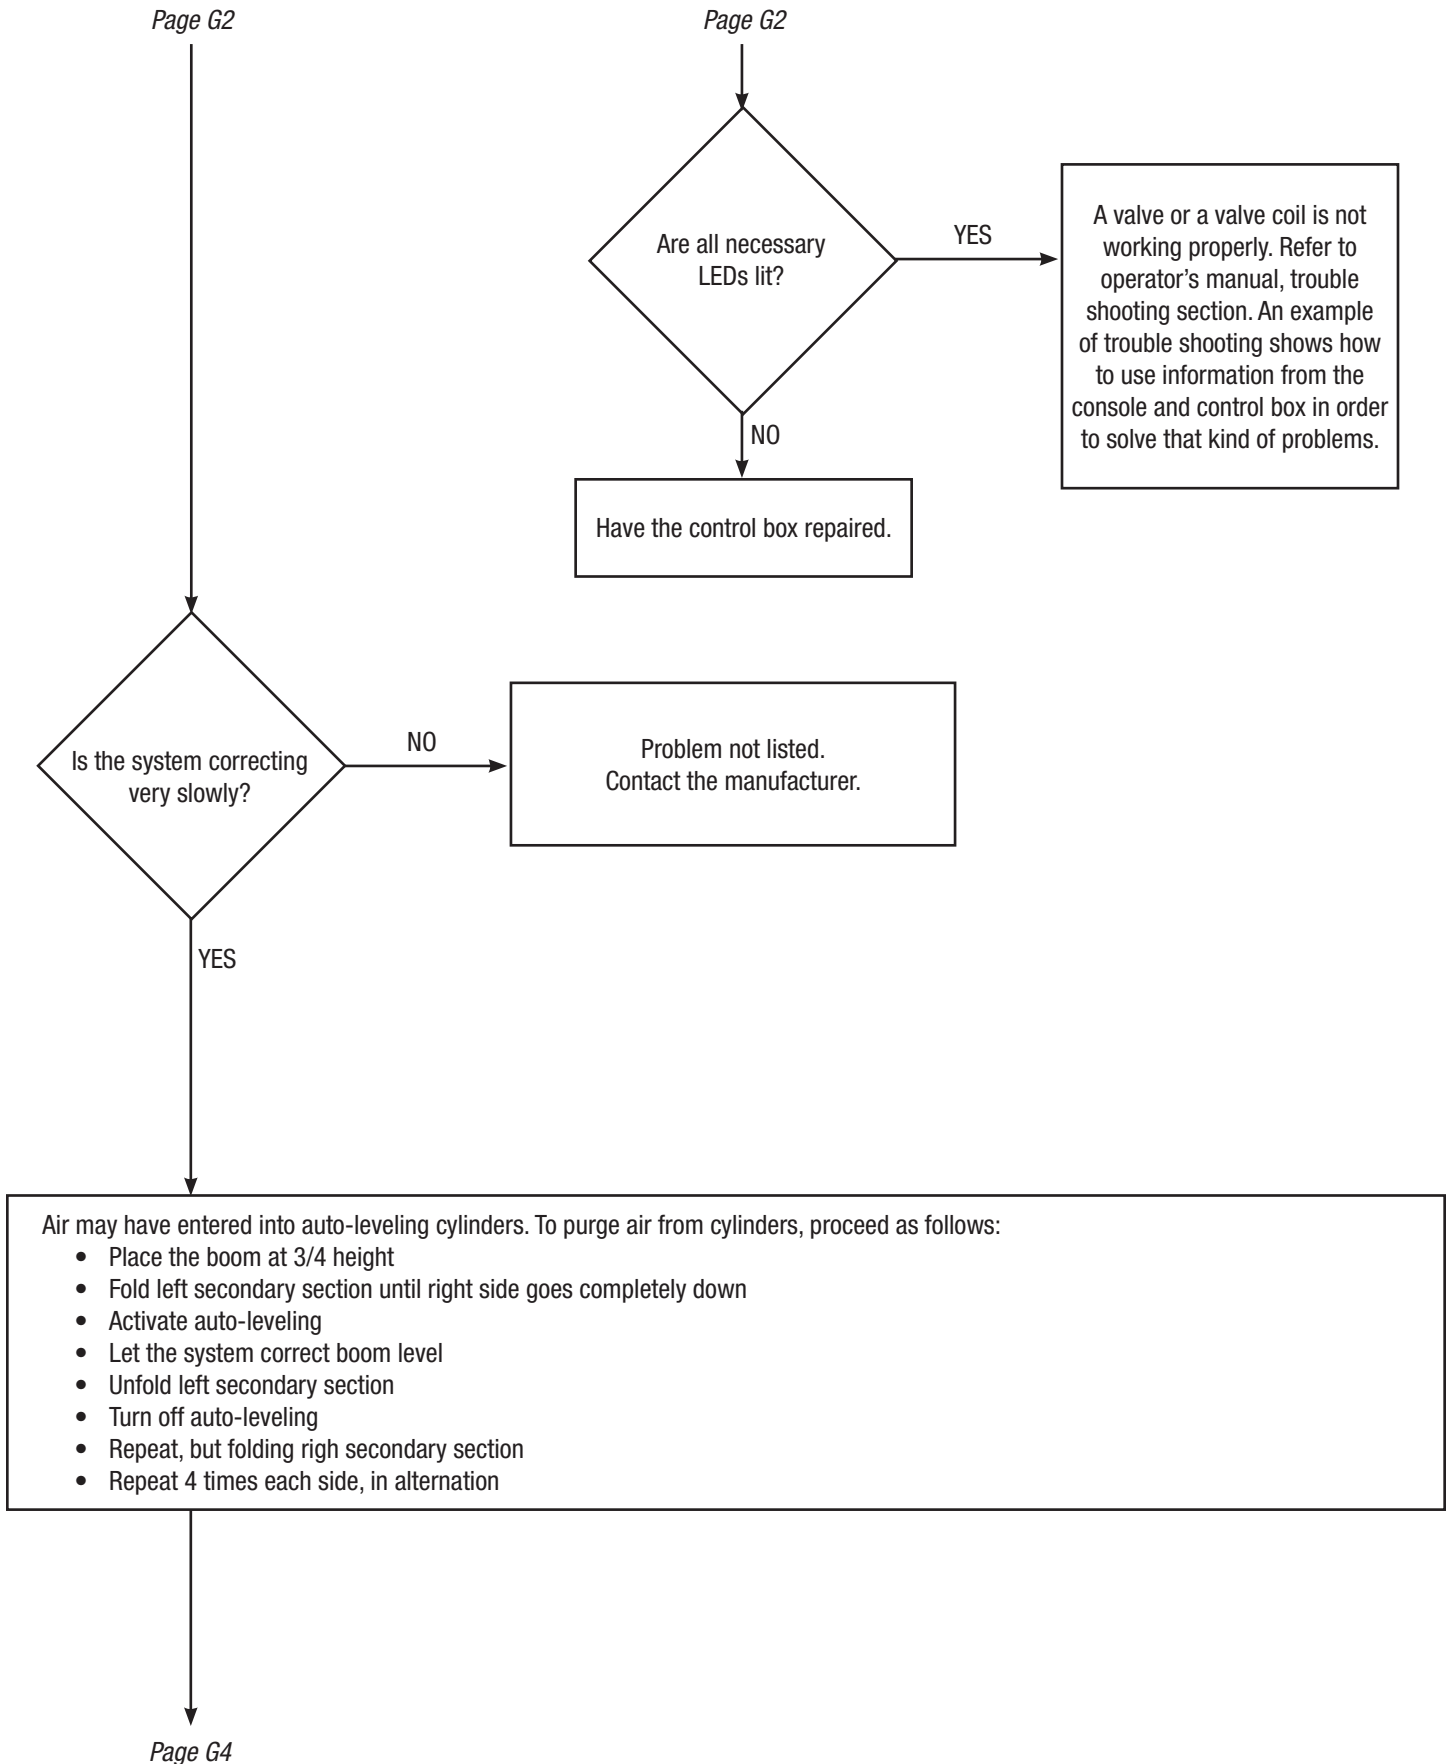 Page G2
Page G2
Are all necessary
LEDs lit?
YES
A valve or a valve coil is not
working properly. Refer to
operator's manual, trouble
shooting section. An example
of trouble shooting shows how
to use information from the
console and control box in order
to solve that kind of problems.
NO
Have the control box repaired.
Is the system correcting
very slowly?
NO
Problem not listed.
Contact the manufacturer.
YES
Air may have entered into auto-leveling cylinders. To purge air from cylinders, proceed as follows:
• Place the boom at 3/4 height
• Fold left secondary section until right side goes completely down
• Activate auto-leveling
• Let the system correct boom level
• Unfold left secondary section
• Turn off auto-leveling
• Repeat, but folding righ secondary section
• Repeat 4 times each side, in alternation
Page G4